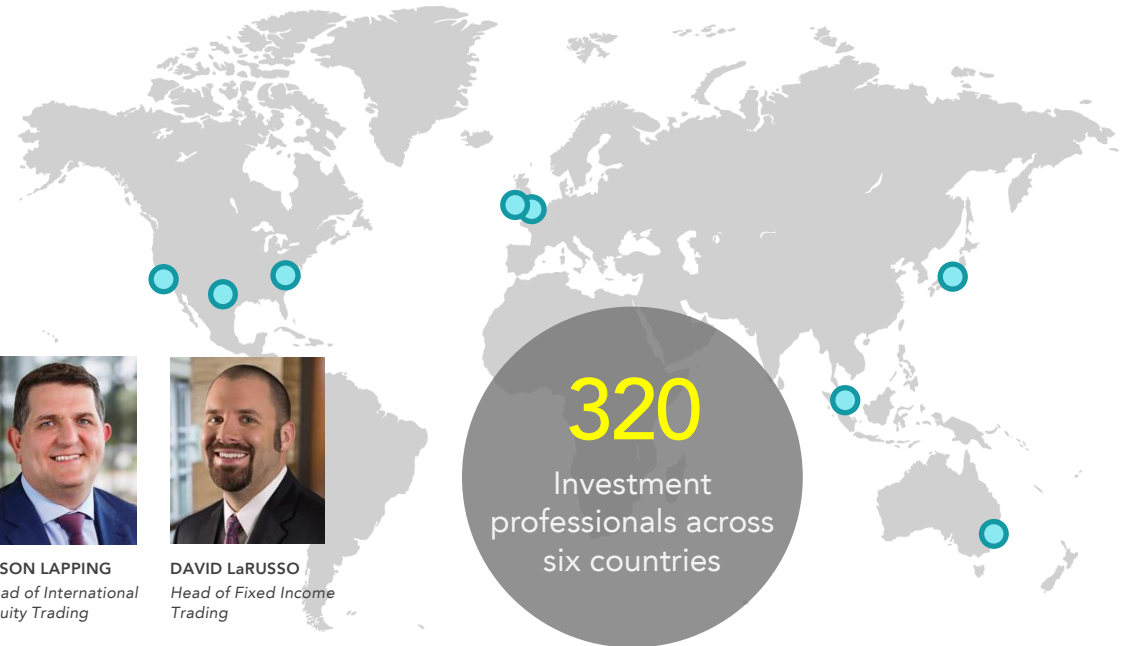 320
Investment
professionals across
six countries
SON LAPPING
ad of International
uity Trading
DAVID LaRUSSO
Head of Fixed Income
Trading